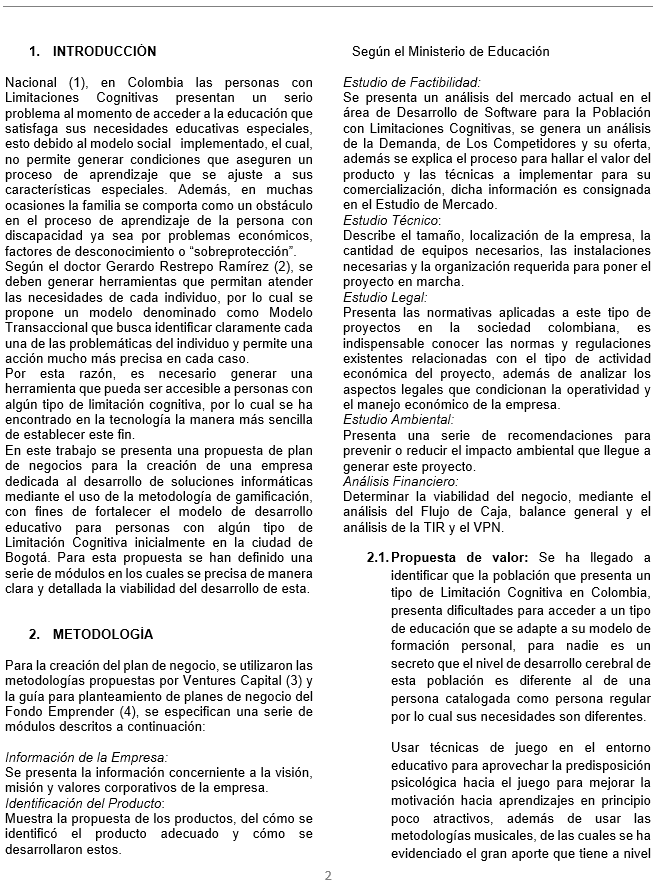 1. INTRODUCCIÓN
Según el Ministerio de Educación
Nacional (1), en Colombia las personas con
Limitaciones Cognitivas presentan un serio
problema al momento de acceder a la educación que
satisfaga sus necesidades educativas especiales,
esto debido al modelo social implementado, el cual,
no permite generar condiciones que aseguren un
proceso de aprendizaje que se ajuste a sus
características especiales. Además, en muchas
ocasiones la familia se comporta como un obstáculo
en el proceso de aprendizaje de la persona con
discapacidad ya sea por problemas económicos,
factores de desconocimiento o “sobreprotección”.
Según el doctor Gerardo Restrepo Ramírez (2), se
deben generar herramientas que permitan atender
las necesidades de cada individuo, por lo cual se
propone un modelo denominado como Modelo
Transaccional que busca identificar claramente cada
una de las problemáticas del individuo y permite una
acción mucho más precisa en cada caso.
Por esta razón, es necesario generar una
herramienta que pueda ser accesible a personas con
algún tipo de limitación cognitiva, por lo cual se ha
encontrado en la tecnología la manera más sencilla
de establecer este fin.
En este trabajo se presenta una propuesta de plan
de negocios para la creación de una empresa
dedicada al desarrollo de soluciones informáticas
mediante el uso de la metodología de gamificación,
con fines de fortalecer el modelo de desarrollo
educativo para personas con algún tipo de
Limitación Cognitiva inicialmente en la ciudad de
Bogotá. Para esta propuesta se han definido una
serie de módulos en los cuales se precisa de manera
clara y detallada la viabilidad del desarrollo de esta.
2. METODOLOGÍA
Para la creación del plan de negocio, se utilizaron las
metodologías propuestas por Ventures Capital (3) y
la guía para planteamiento de planes de negocio del
Fondo Emprender (4), se especifican una serie de
módulos descritos a continuación:
Información de la Empresa:
Se presenta la información concerniente a la visión,
misión y valores corporativos de la empresa.
Identificación del Producto:
Muestra la propuesta de los productos, del cómo se
identificó el producto adecuado y cómo se
desarrollaron estos.
Estudio de Factibilidad:
Se presenta un análisis del mercado actual en el
área de Desarrollo de Software para la Población
con Limitaciones Cognitivas, se genera un análisis
de la Demanda, de Los Competidores y su oferta,
además se explica el proceso para hallar el valor del
producto y las técnicas a implementar para su
comercialización, dicha información es consignada
en el Estudio de Mercado.
Estudio Técnico:
Describe el tamaño, localización de la empresa, la
cantidad de equipos necesarios, las instalaciones
necesarias y la organización requerida para poner el
proyecto en marcha.
Estudio Legal:
Presenta las normativas aplicadas a este tipo de
proyectos en la sociedad colombiana, es
indispensable conocer las normas y regulaciones
existentes relacionadas con el tipo de actividad
económica del proyecto, además de analizar los
aspectos legales que condicionan la operatividad y
el manejo económico de la empresa.
Estudio Ambiental:
Presenta una serie de recomendaciones para
prevenir o reducir el impacto ambiental que llegue a
generar este proyecto.
Análisis Financiero:
Determinar la viabilidad del negocio, mediante el
análisis del Flujo de Caja, balance general y el
análisis de la TIR y el VPN.
2.1. Propuesta de valor: Se ha llegado a
identificar que la población que presenta un
tipo de Limitación Cognitiva en Colombia,
presenta dificultades para acceder a un tipo
de educación que se adapte a su modelo de
formación personal, para nadie es un
secreto que el nivel de desarrollo cerebral de
esta población es diferente al de una
persona catalogada como persona regular
por lo cual sus necesidades son diferentes.
Usar técnicas de juego en el entorno
educativo para aprovechar la predisposición
psicológica hacia el juego para mejorar la
motivación hacia aprendizajes en principio
poco atractivos, además de usar las
metodologías musicales, de las cuales se ha
evidenciado el gran aporte que tiene a nivel
2